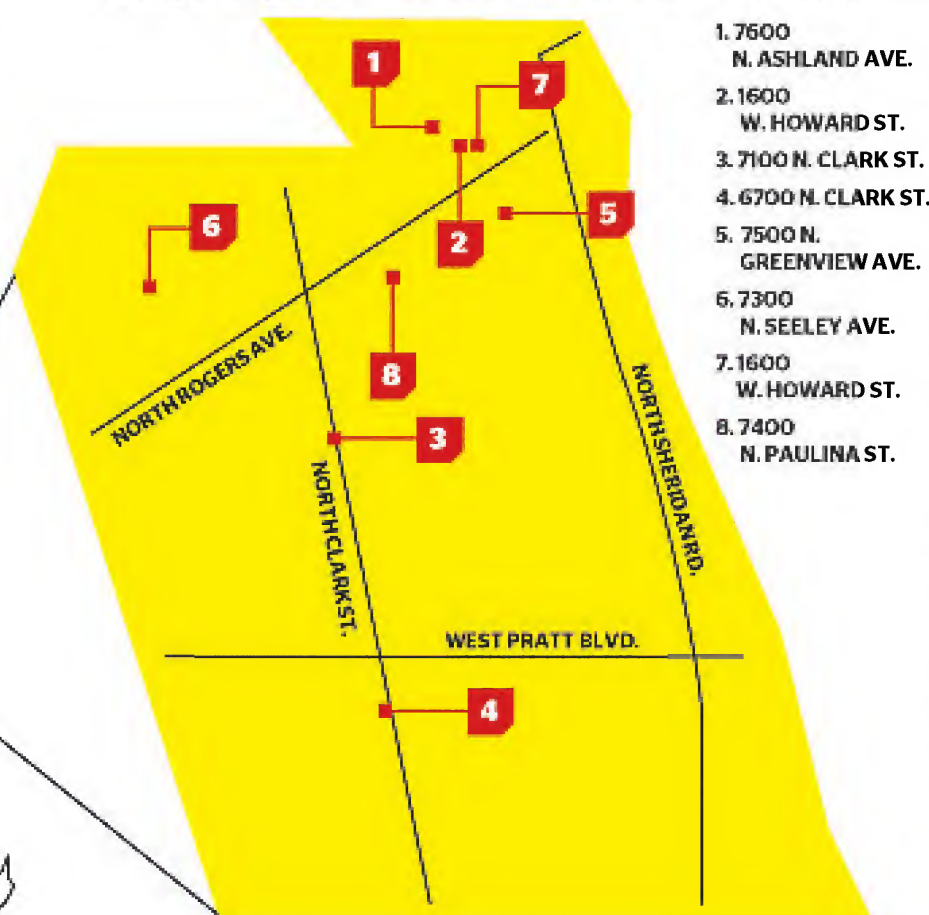 1
7
6
2
5
8
3
4
NORTH ROGERS AVE.
NORTH CLARK ST.
NORTH SHERIDAN RD.
WEST PRATT BLVD.
1. 7600
N. ASHLAND AVE.
2. 1600
W. HOWARD ST.
3. 7100 N. CLARK ST.
4. 6700 N. CLARK ST.
5. 7500 N.
GREENVIEW AVE.
6. 7300
N. SEELEY AVE.
7. 1600
W. HOWARD ST.
8. 7400
N. PAULINA ST.